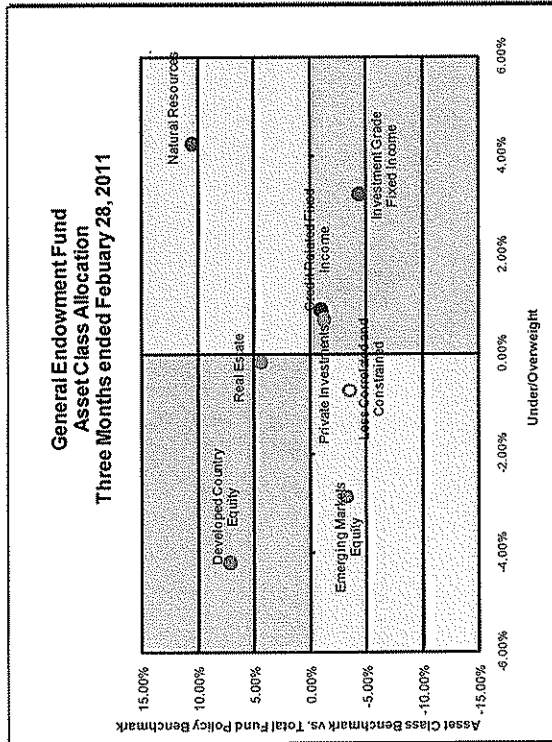 General Endowment Fund
Asset Class Allocation
Three Months ended Febuary 28, 2011
Asset Class Benchmark vs. Total Fund Policy Benchmark
15.00%
10.00%
5.00%
0.00%
-5.00%
-10.00%
-15.00%
Natural Resources
Real Estate
Developed Country
Equity
Credit Related Fixed
Income
Private Investments
Less Correlated and
Constrained
Emerging Markets
Equity
Investment Grade
Fixed Income
-6.00%
-4.00%
-2.00%
0.00%
2.00%
4.00%
6.00%
Under/Overweight